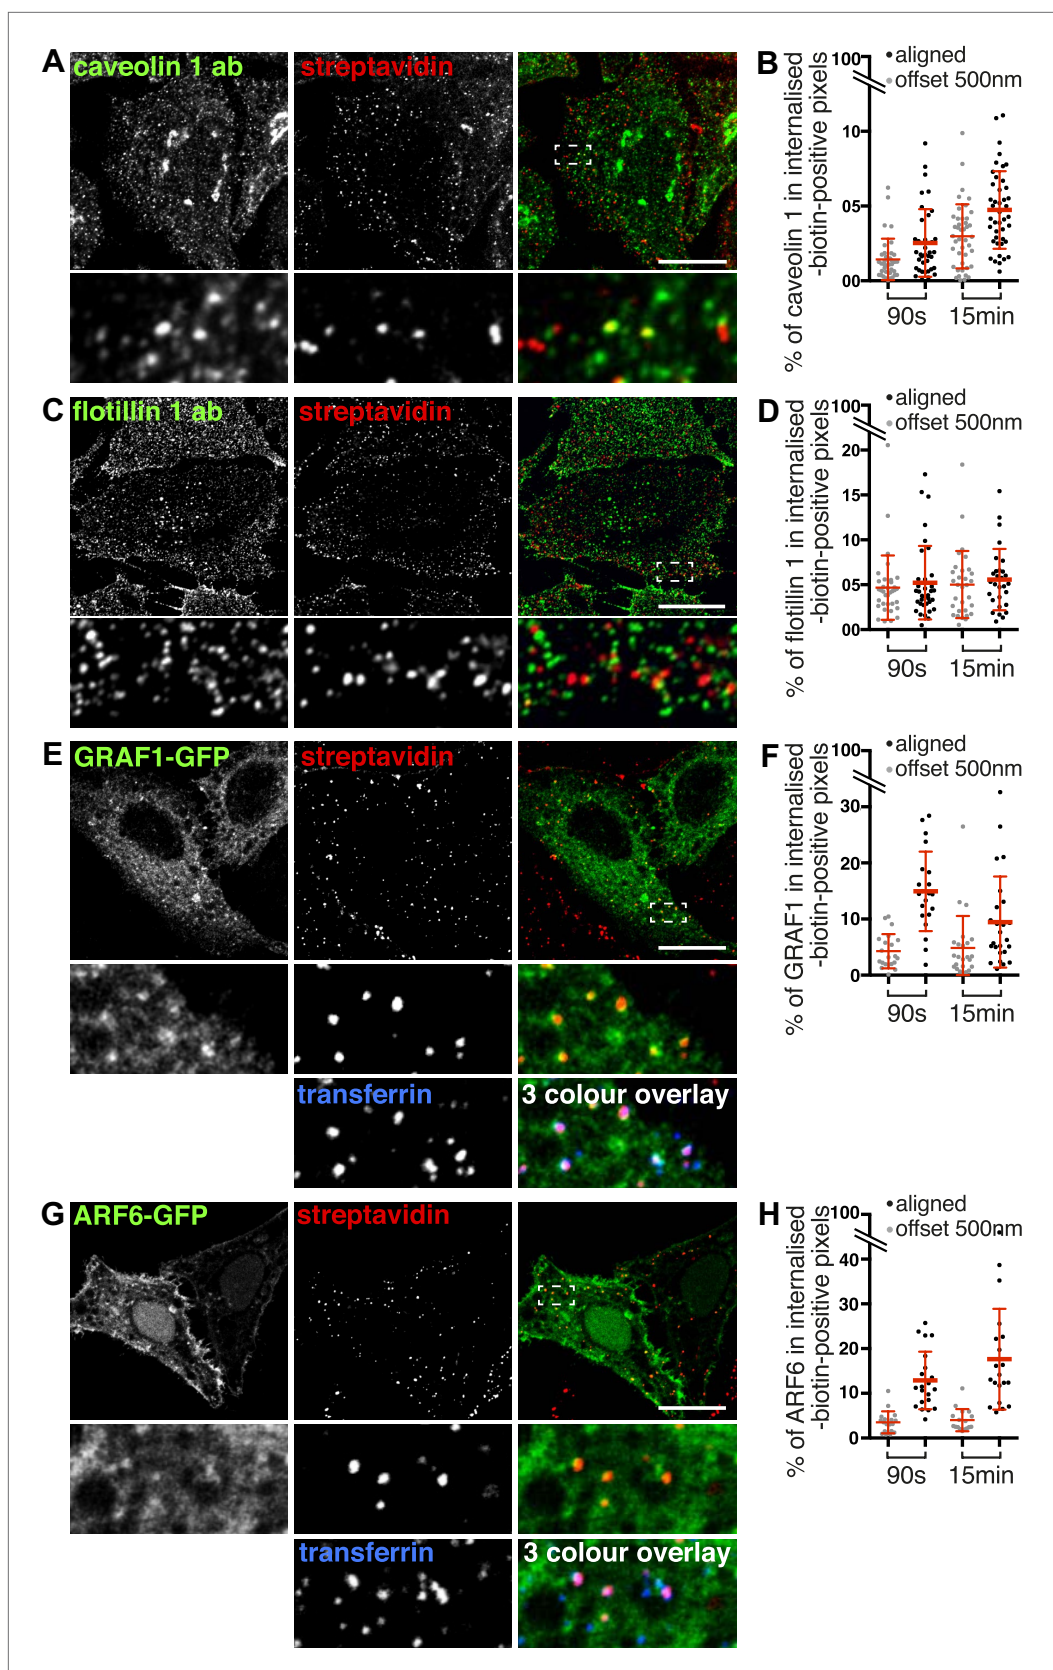 A
caveolin 1 ab
streptavidin
B
% of caveolin 1 in internalised
-biotin-positive pixels
aligned
offset 500nm
100
10
05
00
90s
15min
C
flotillin 1 ab
streptavidin
D
% of flotillin 1 in internalised
-biotin-positive pixels
aligned
offset 500nm
100
20
15
10
05
00
90s
15min
E
GRAF1-GFP
streptavidin
F
% of GRAF1 in internalised
-biotin-positive pixels
aligned
offset 500nm
100
30
20
10
0
90s
15min
transferrin
3 colour overlay
G
ARF6-GFP
streptavidin
H
% of ARF6 in internalised
-biotin-positive pixels
aligned
offset 500nm
100
40
30
20
10
0
90s
15min
transferrin
3 colour overlay